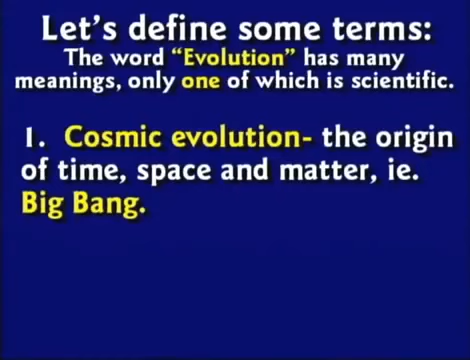 Let's define some terms:
The word "Evolution" has many
meanings, only one of which is scientific.
1. Cosmic evolution- the origin
of time, space and matter, ie.
Big Bang.